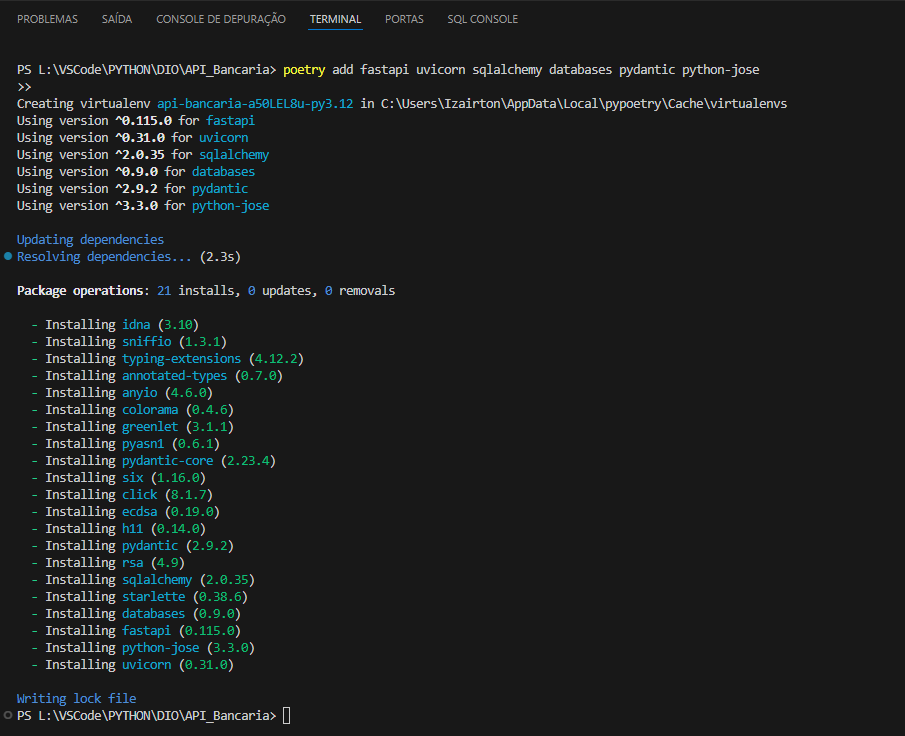 PROBLEMAS SAÍDA CONSOLE DE DEPURAÇÃO TERMINAL PORTAS SQL CONSOLE
PS L:\VSCode\PYTHON\DIO\API_Bancaria> poetry add fastapi uvicorn sqlalchemy databases pydantic python-jose
>>
Creating virtualenv api-bancaria-a50LEL8u-py3.12 in C:\Users\Izairton\AppData\Local\pypoetry\Cache\virtualenvs
Using version ^0.115.0 for fastapi
Using version ^0.31.0 for uvicorn
Using version ^2.0.35 for sqlalchemy
Using version ^0.9.0 for databases
Using version ^2.9.2 for pydantic
Using version ^3.3.0 for python-jose
Updating dependencies
Resolving dependencies... (2.3s)
Package operations: 21 installs, 0 updates, 0 removals
- Installing idna (3.10)
- Installing sniffio (1.3.1)
- Installing typing-extensions (4.12.2)
- Installing annotated-types (0.7.0)
- Installing anyio (4.6.0)
- Installing colorama (0.4.6)
- Installing greenlet (3.1.1)
- Installing pyasn1 (0.6.1)
- Installing pydantic-core (2.23.4)
- Installing six (1.16.0)
- Installing click (8.1.7)
- Installing ecdsa (0.19.0)
- Installing h11 (0.14.0)
- Installing pydantic (2.9.2)
- Installing rsa (4.9)
- Installing sqlalchemy (2.0.35)
- Installing starlette (0.38.6)
- Installing databases (0.9.0)
- Installing fastapi (0.115.0)
- Installing python-jose (3.3.0)
- Installing uvicorn (0.31.0)
Writing lock file
PS L:\VSCode\PYTHON\DIO\API_Bancaria>